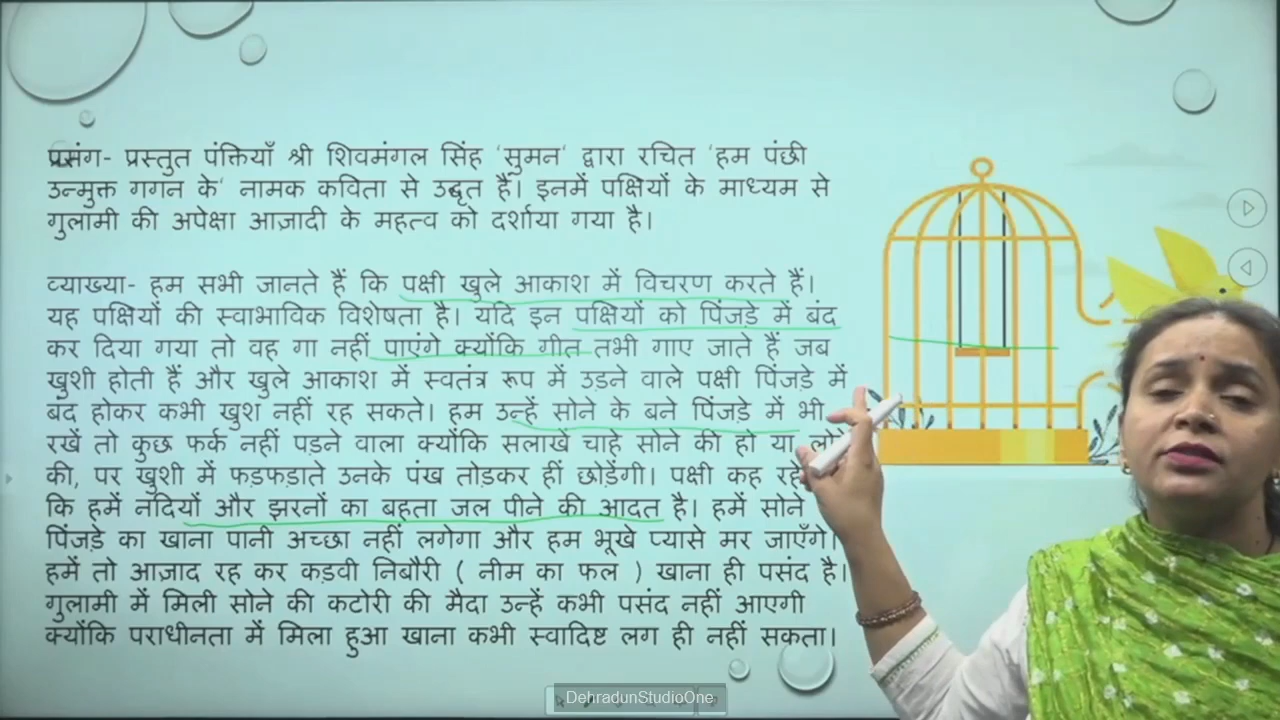 प्रसंग- प्रस्तुत पंक्तियाँ श्री शिवमंगल सिंह 'सुमन' द्वारा रचित 'हम पंछी
उन्मुक्त गगन के' नामक कविता से उद्धृत हैं। इनमें पक्षियों के माध्यम से
गुलामी की अपेक्षा आज़ादी के महत्व को दर्शाया गया है।
व्याख्या- हम सभी जानते हैं कि पक्षी खुले आकाश में विचरण करते हैं।
यह पक्षियों की स्वाभाविक विशेषता है। यदि इन पक्षियों को पिंजड़े में बंद
कर दिया गया तो वह गा नहीं पाएंगे क्योंकि गीत तभी गाए जाते हैं जब
खुशी होती हैं और खुले आकाश में स्वतंत्र रूप में उड़ने वाले पक्षी पिंजड़े में
बंद होकर कभी खुश नहीं रह सकते। हम उन्हें सोने के बने पिंजड़े में भी
रखें तो कुछ फर्क नहीं पड़ने वाला क्योंकि सलाखें चाहे सोने की हो या
की, पर खुशी में फड़फड़ाते उनके पंख तोड़कर हीं छोड़ेंगी। पक्षी कह रहे
कि हमें नदियों और झरनों का बहता जल पीने की आदत है। हमें सोने
पिंजड़े का खाना पानी अच्छा नहीं लगेगा और हम भूखे प्यासे मर जाएँगे।
हमें तो आज़ाद रह कर कड़वी निबौरी ( नीम का फल ) खाना ही पसंद है।
गुलामी में मिली सोने की कटोरी की मैदा उन्हें कभी पसंद नहीं आएगी
क्योंकि पराधीनता में मिला हुआ खाना कभी स्वादिष्ट लग ही नहीं सकता।
DehradunStudioOne